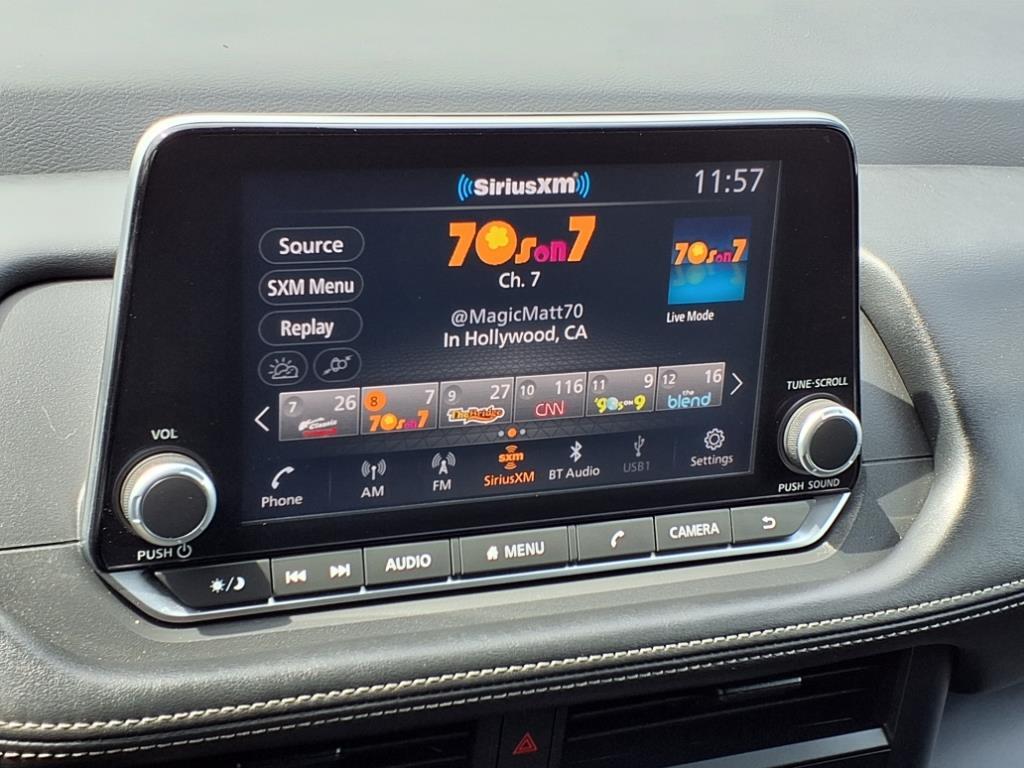 SiriusXM
11:57
Source
SXM Menu
Replay
70s on 7
Ch. 7
@MagicMatt70
In Hollywood, CA
70s on 7
Live Mode
7 26
8 7 70s on 7
9 27 The Bridge
10 116 CNN
11 9 '90s ON 9
12 16 the blend
Phone
AM
FM
sxm
SiriusXM
BT Audio
USB1
Settings
VOL
PUSH
TUNE·SCROLL
PUSH SOUND
AUDIO
MENU
CAMERA